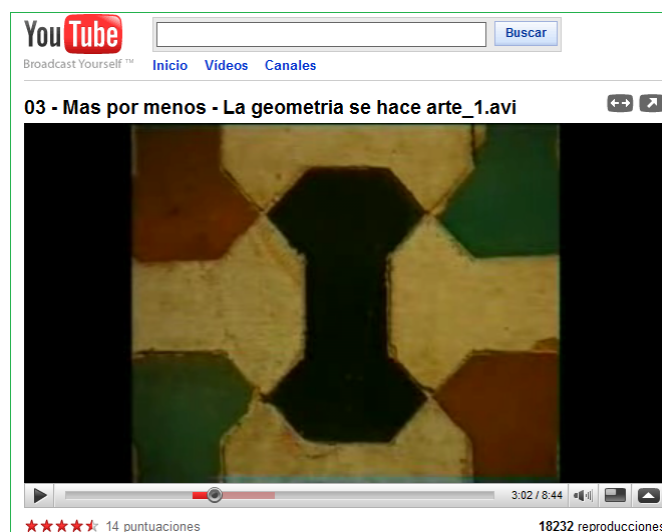 YouTube
Buscar
Broadcast Yourself ™
Inicio Vídeos Canales
03 - Mas por menos - La geometria se hace arte_1.avi
3:02 / 8:44
14 puntuaciones
18232 reproducciones